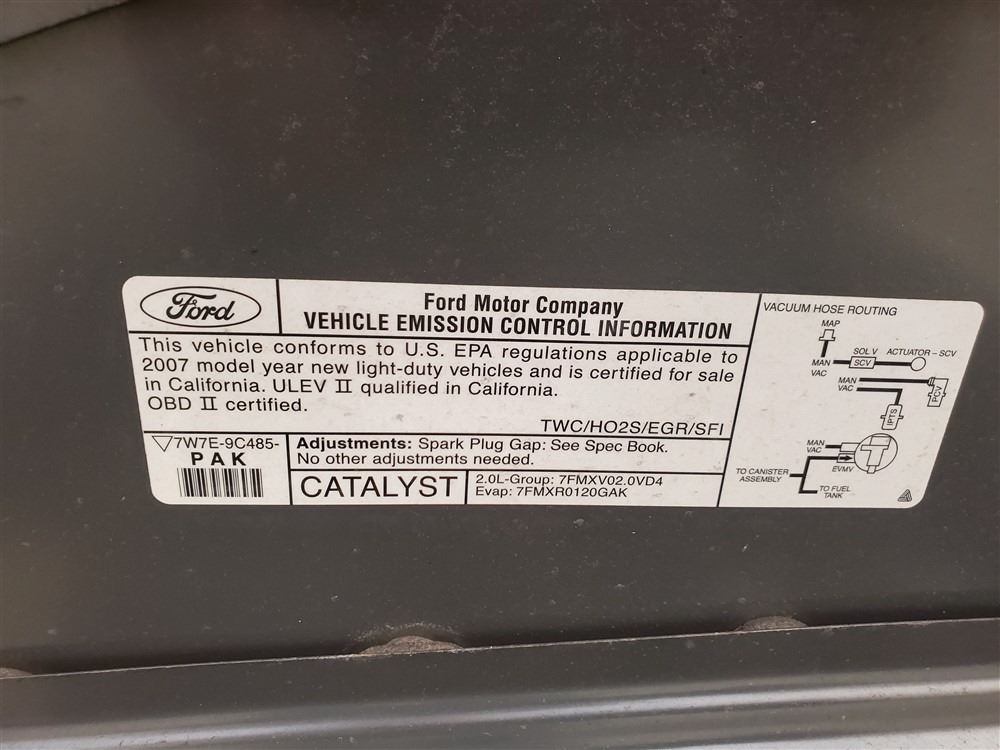 Ford
Ford Motor Company
VEHICLE EMISSION CONTROL INFORMATION
This vehicle conforms to U.S. EPA regulations applicable to
2007 model year new light-duty vehicles and is certified for sale
in California. ULEV II qualified in California.
OBD II certified.
TWC/HO2S/EGR/SFI
7W7E-9C485-
PAK
Adjustments: Spark Plug Gap: See Spec Book.
No other adjustments needed.
CATALYST
2.0L-Group: 7FMXV02.0VD4
Evap: 7FMXR0120GAK
VACUUM HOSE ROUTING
MAP
SOL V ACTUATOR – SCV
MAN
VAC
SCV
MAN
VAC
PCV
IPTS
MAN
VAC
EVMV
TO CANISTER
ASSEMBLY
TO FUEL
TANK